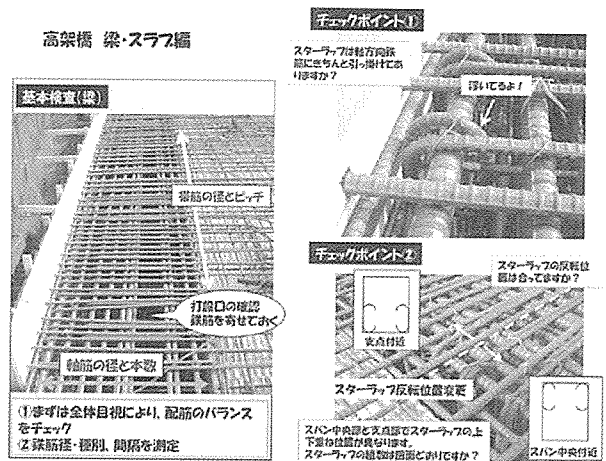 高架橋 梁・スラブ編
基本検査(梁)
帯筋の径とピッチ
打設口の確認
鉄筋を寄せておく
軸筋の径と本数
①まずは全体目視により、配筋のバランス
をチェック
②鉄筋径・種別、間隔を測定
チェックポイント①
スターラップは軸方向鉄
筋にきちんと引っ掛けてあ
りますか?
浮いてるよ!
チェックポイント②
スターラップの反転位
置は合ってますか?
支点付近
スターラップ反転位置変更
スパン中央部と支点部でスターラップの上
下重ね位置が異なります。
スターラップの組数は図面どおりですか?
スパン中央付近